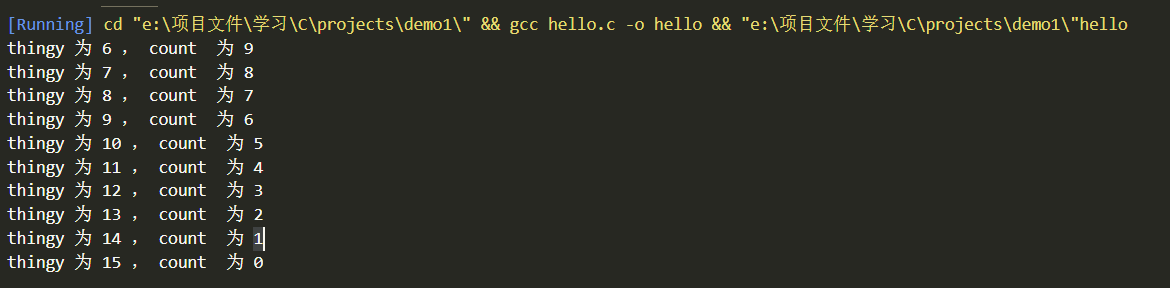 [Running] cd "e:\项目文件\学习\C\projects\demo1\" && gcc hello.c -o hello && "e:\项目文件\学习\C\projects\demo1\"hello
thingy 为 6 ， count  为 9
thingy 为 7 ， count  为 8
thingy 为 8 ， count  为 7
thingy 为 9 ， count  为 6
thingy 为 10 ， count  为 5
thingy 为 11 ， count  为 4
thingy 为 12 ， count  为 3
thingy 为 13 ， count  为 2
thingy 为 14 ， count  为 1
thingy 为 15 ， count  为 0